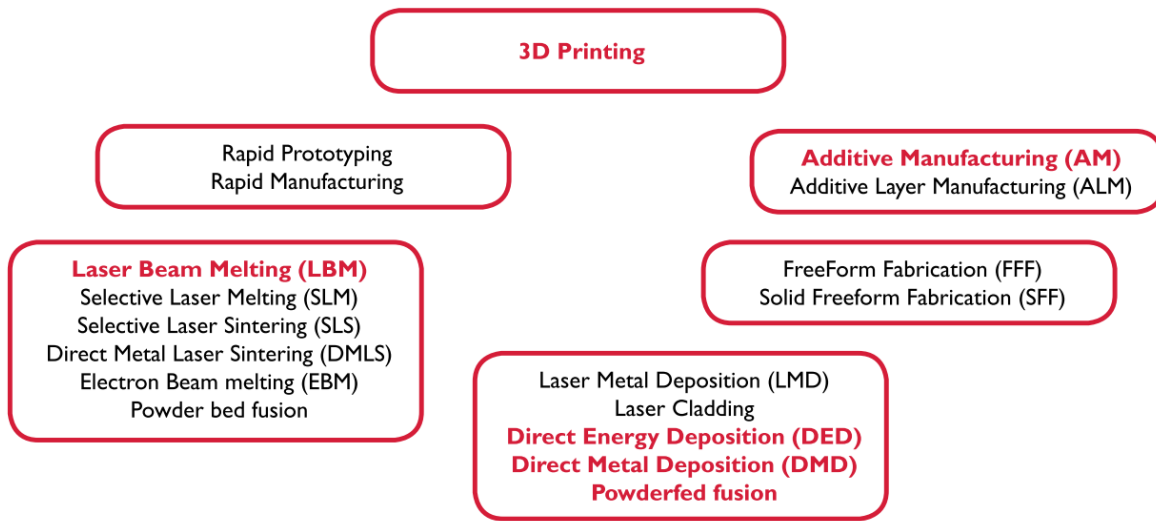 3D Printing
Rapid Prototyping
Rapid Manufacturing
Additive Manufacturing (AM)
Additive Layer Manufacturing (ALM)
Laser Beam Melting (LBM)
Selective Laser Melting (SLM)
Selective Laser Sintering (SLS)
Direct Metal Laser Sintering (DMLS)
Electron Beam melting (EBM)
Powder bed fusion
FreeForm Fabrication (FFF)
Solid Freeform Fabrication (SFF)
Laser Metal Deposition (LMD)
Laser Cladding
Direct Energy Deposition (DED)
Direct Metal Deposition (DMD)
Powderfed fusion